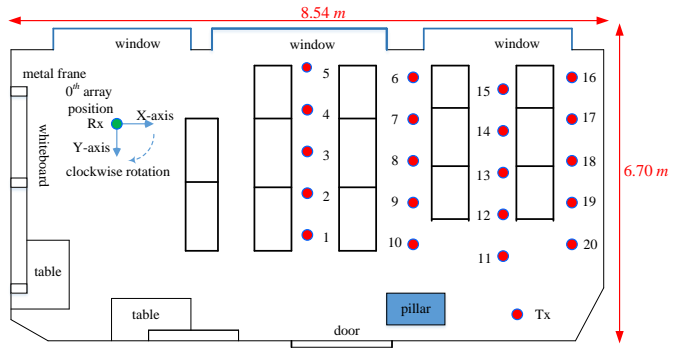 8.54 m
window
window
window
metal frane
0th array
position
Rx
X-axis
Y-axis
clockwise rotation
whiteboard
5
4
3
2
1
6
7
8
9
10
15
14
13
12
11
16
17
18
19
20
6.70 m
table
table
pillar
Tx
door